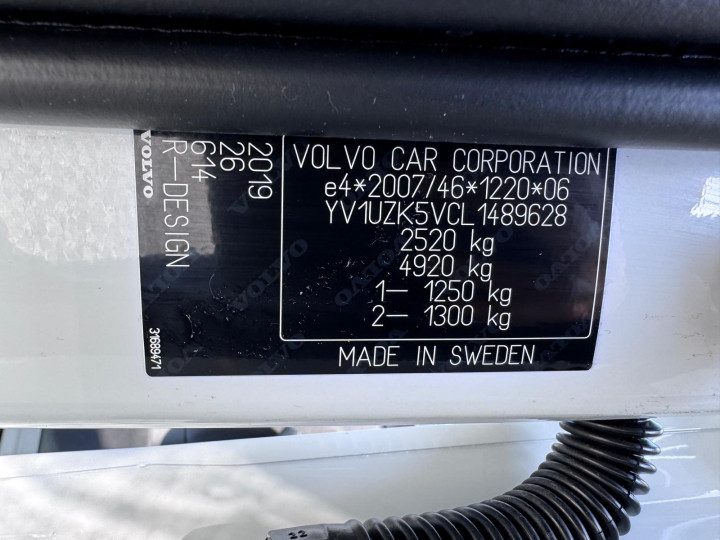 VOLVO CAR CORPORATION
e4*2007/46*1220*06
YV1UZK5VCL1489628
2520 kg
4920 kg
1- 1250 kg
2- 1300 kg
MADE IN SWEDEN
2019
26
614
R-DESIGN
VOLVO
31689471
22